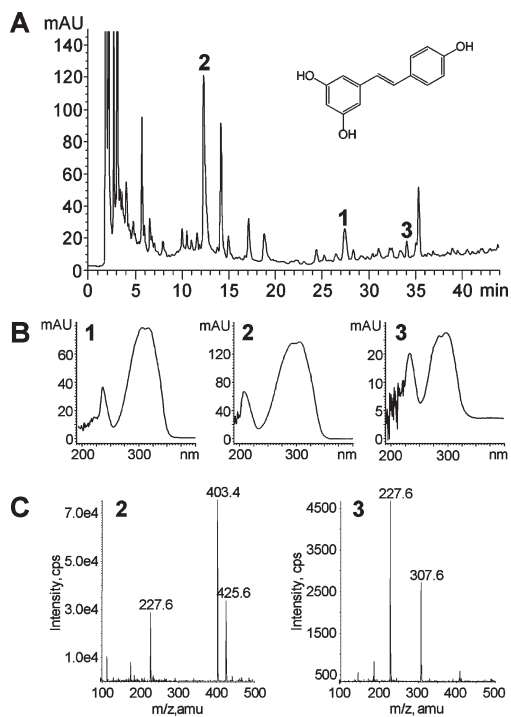 A
mAU
140
120
100
80
60
40
20
0
2
1
3
HO
OH
OH
0 5 10 15 20 25 30 35 40 min
B
mAU 1
60
40
20
0
200 300 nm
mAU 2
120
80
40
0
200 300 nm
mAU 3
20
10
5
0
200 300 nm
C
Intensity, cps
7.0e4
5.0e4
3.0e4
1.0e4
2
403.4
425.6
227.6
100 200 300 400 500
m/z,amu
Intensity, cps
4500
3500
2500
1500
500
3
227.6
307.6
100 200 300 400 500
m/z, amu